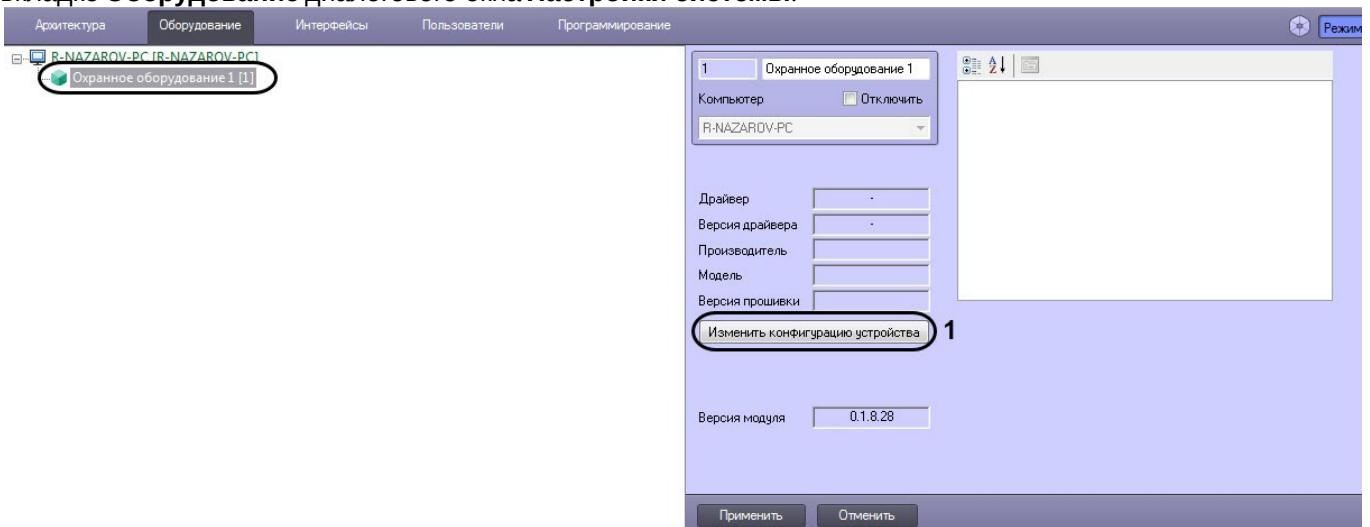 вкладке Оборудование диалогового окна Настройки системы.
Архитектура Оборудование Интерфейсы Пользователи Программирование Режим
R-NAZAROV-PC [R-NAZAROV-PC]
Охранное оборудование 1 [1]
1 Охранное оборудование 1
Компьютер Отключить
R-NAZAROV-PC
Драйвер -
Версия драйвера -
Производитель
Модель
Версия прошивки
Изменить конфигурацию устройства 1
Версия модуля 0.1.8.28
Применить Отменить